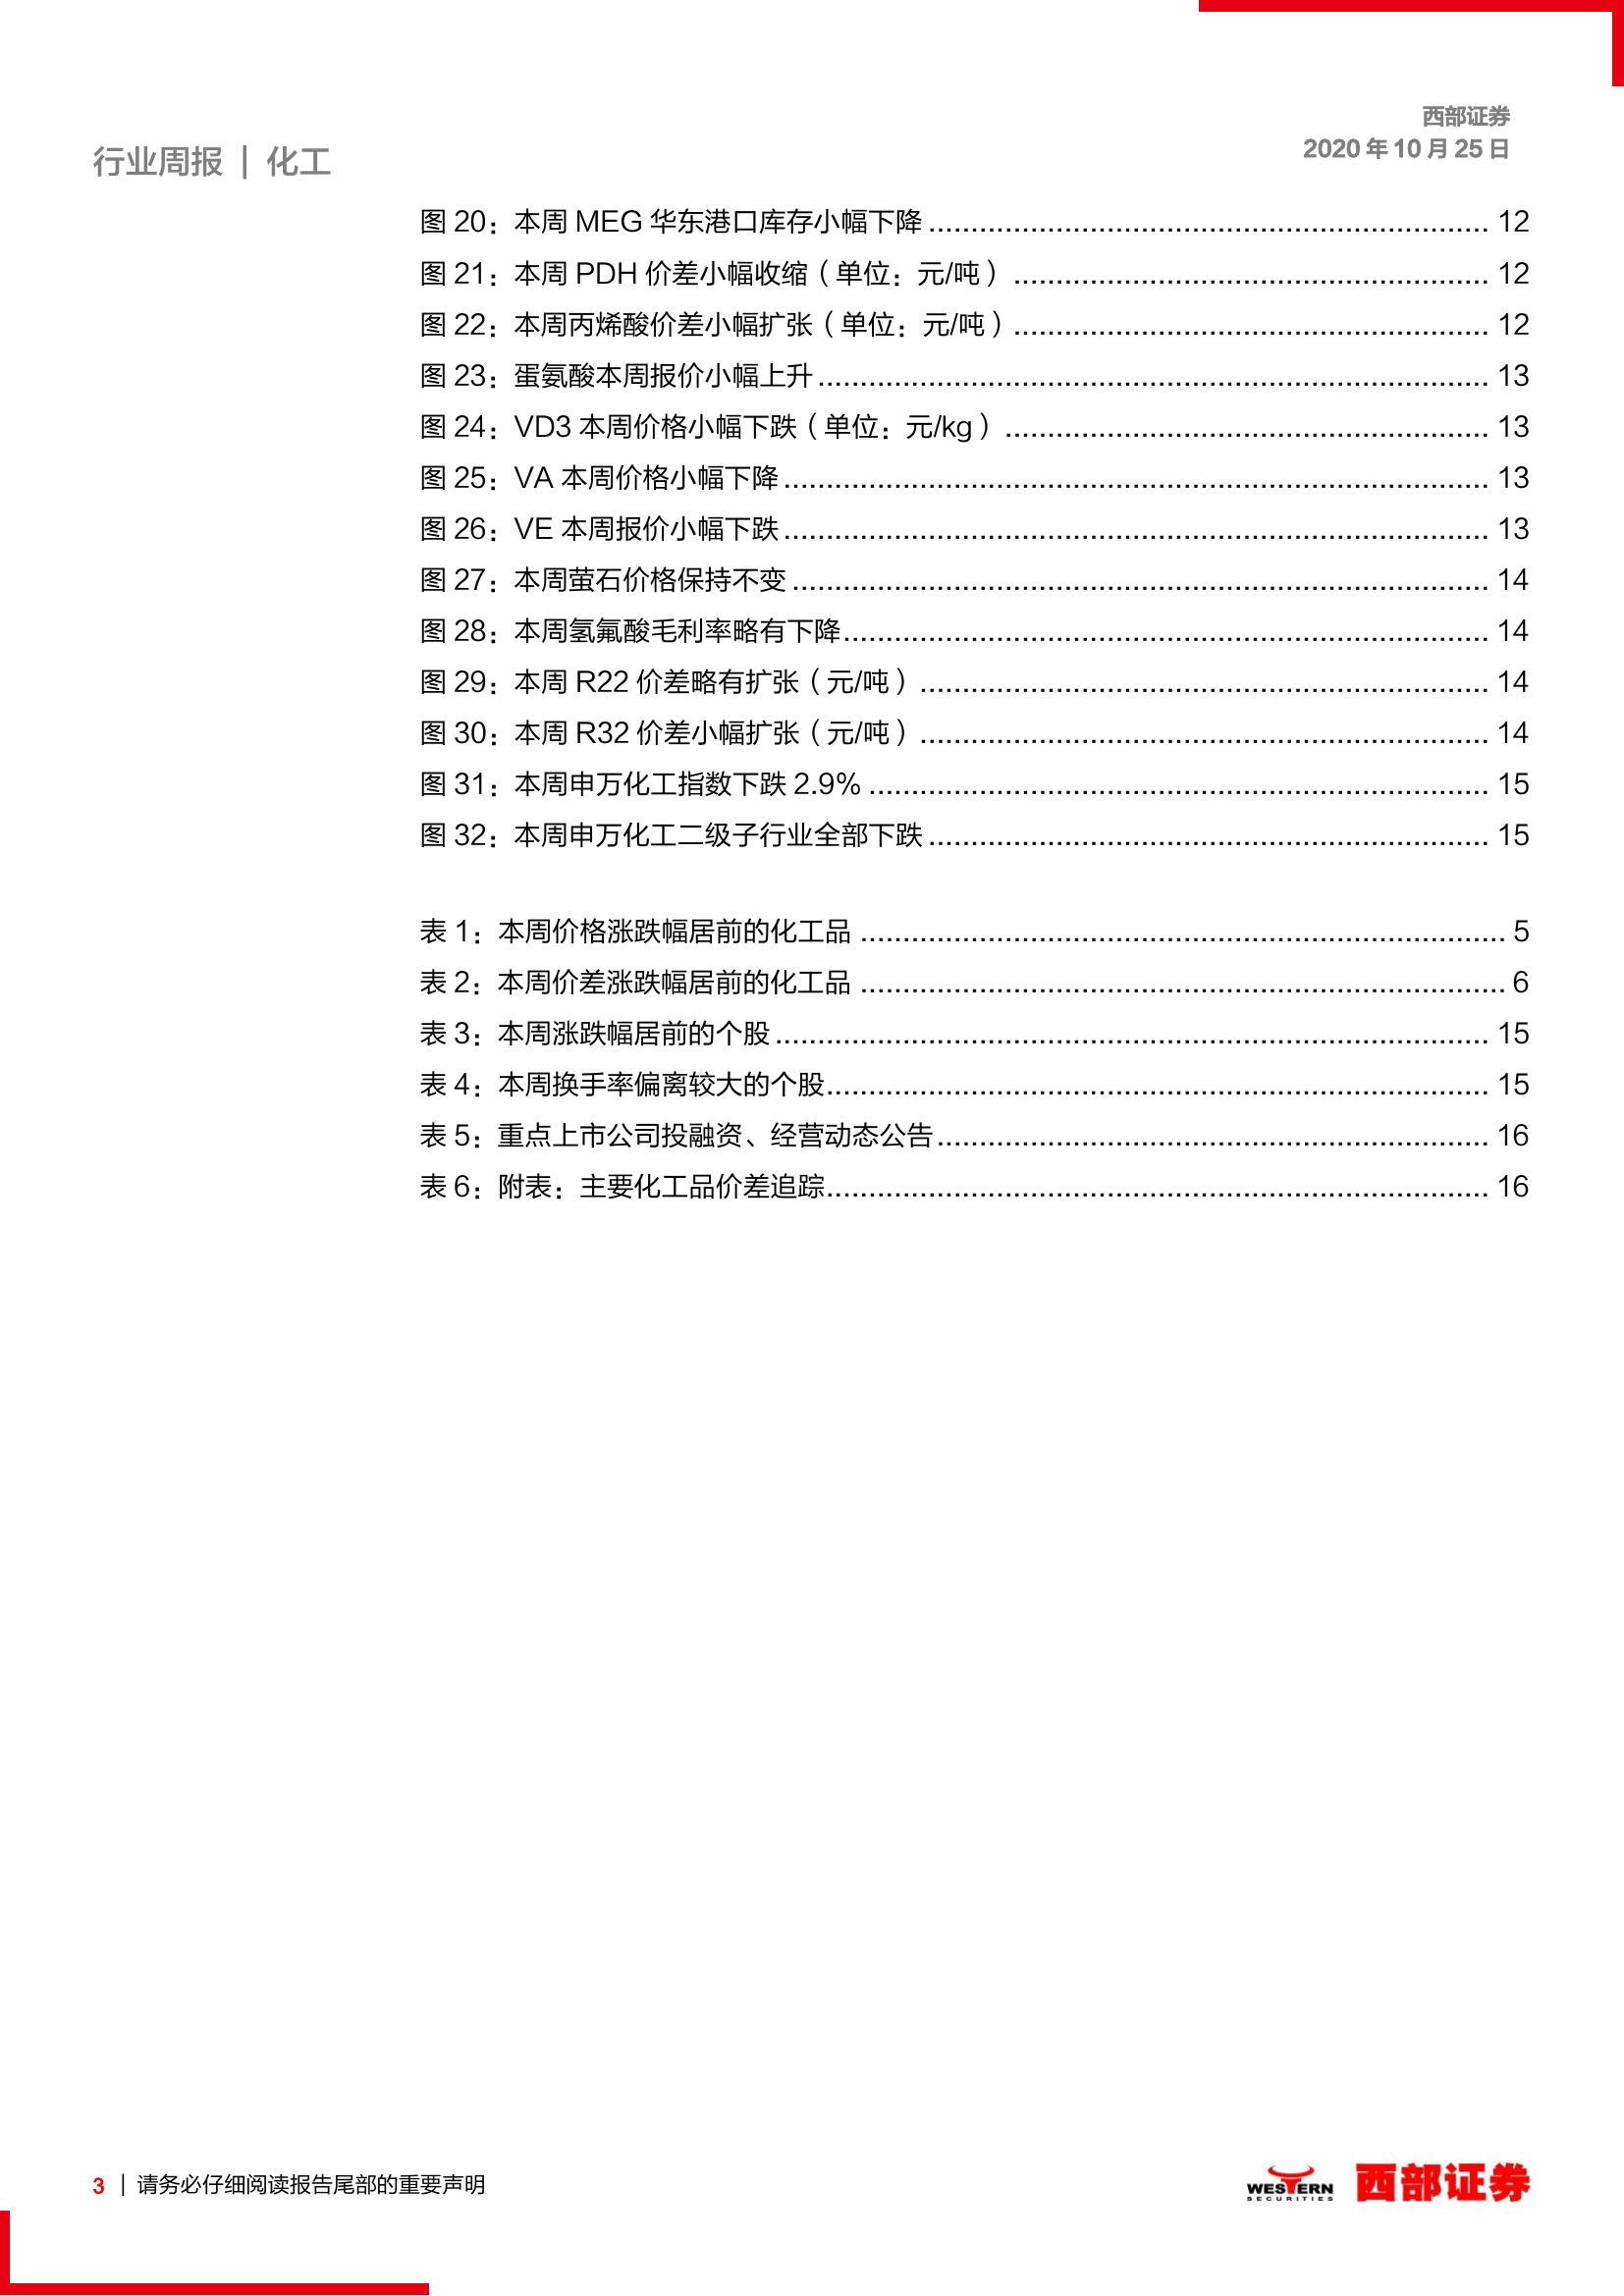 西部证券
2020 年 10 月 25 日
行业周报 | 化工
图 20：本周 MEG 华东港口库存小幅下降 ........ 12
图 21：本周 PDH 价差小幅收缩（单位：元/吨） ........ 12
图 22：本周丙烯酸价差小幅扩张（单位：元/吨） ........ 12
图 23：蛋氨酸本周报价小幅上升 ........ 13
图 24：VD3 本周价格小幅下跌（单位：元/kg） ........ 13
图 25：VA 本周价格小幅下降 ........ 13
图 26：VE 本周报价小幅下跌 ........ 13
图 27：本周萤石价格保持不变 ........ 14
图 28：本周氢氟酸毛利率略有下降 ........ 14
图 29：本周 R22 价差略有扩张（元/吨） ........ 14
图 30：本周 R32 价差小幅扩张（元/吨） ........ 14
图 31：本周申万化工指数下跌 2.9% ........ 15
图 32：本周申万化工二级子行业全部下跌 ........ 15
表 1：本周价格涨跌幅居前的化工品 ........ 5
表 2：本周价差涨跌幅居前的化工品 ........ 6
表 3：本周涨跌幅居前的个股 ........ 15
表 4：本周换手率偏离较大的个股 ........ 15
表 5：重点上市公司投融资、经营动态公告 ........ 16
表 6：附表：主要化工品价差追踪 ........ 16
3 | 请务必仔细阅读报告尾部的重要声明
WESTERN
SECURITIES
西部证券